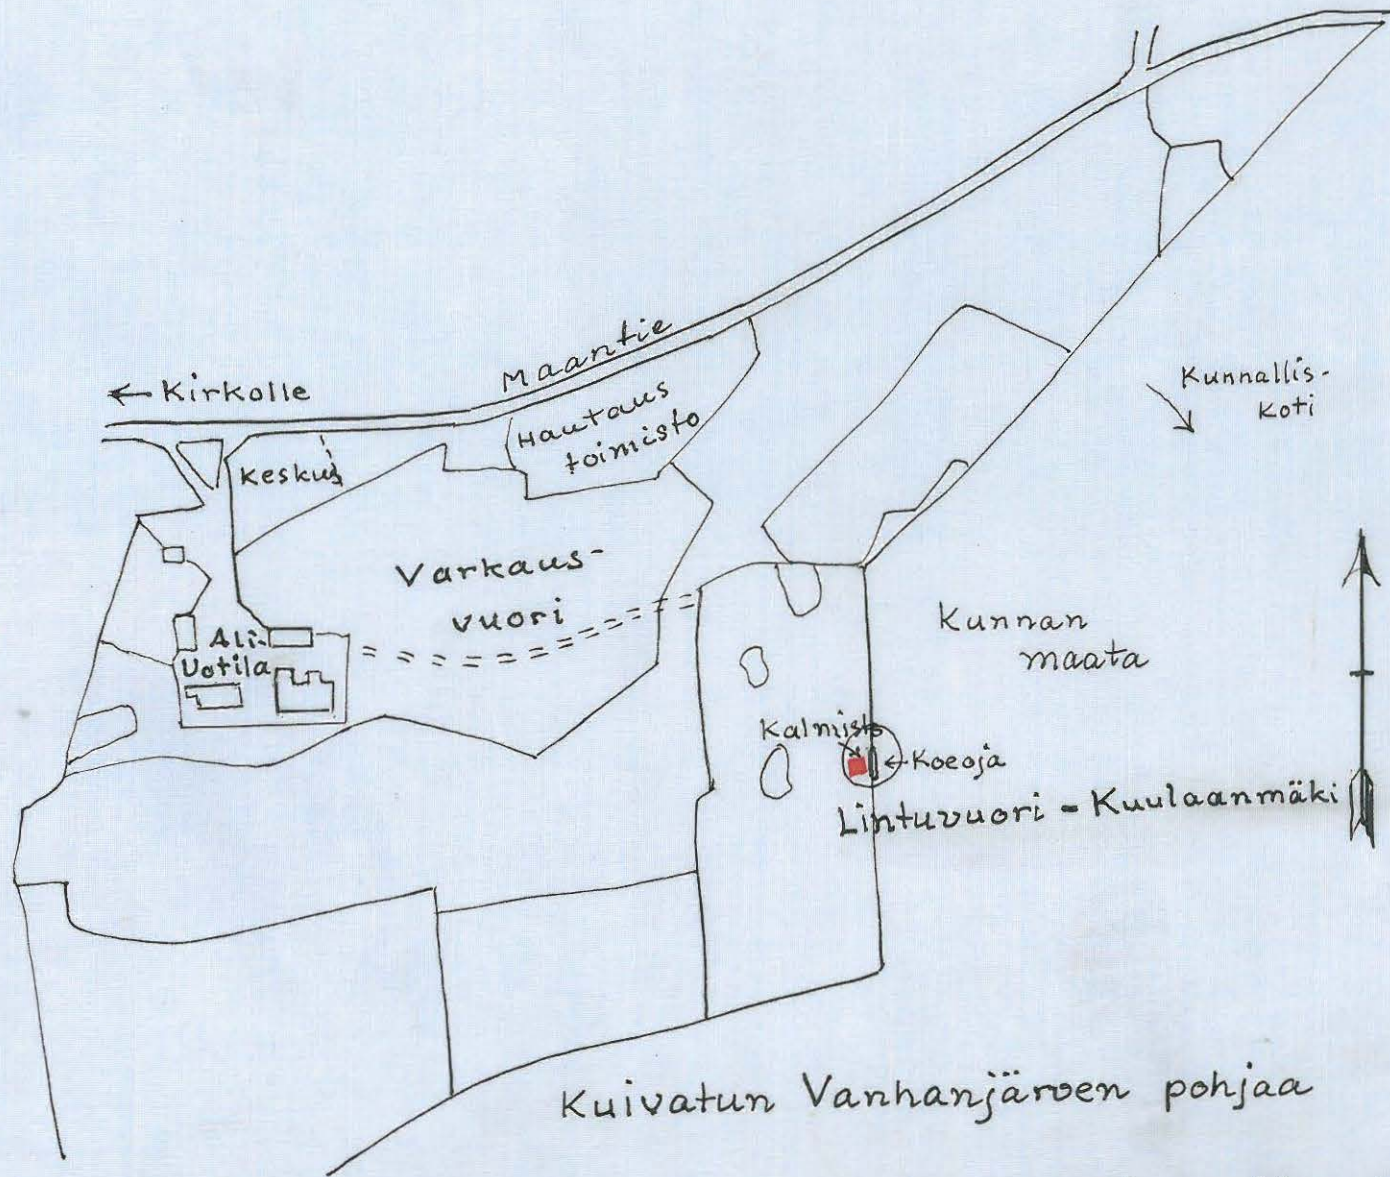 Maantie
← Kirkolle
Kunnallis-
Koti
Hautaus
toimisto
Keskus
Varkaus-
vuori
Ali-
Uotila
Kunnan
maata
Kalmisto
← Koeoja
Lintuvuori - Kuulaanmäki
Kuivatun Vanhanjärven pohjaa